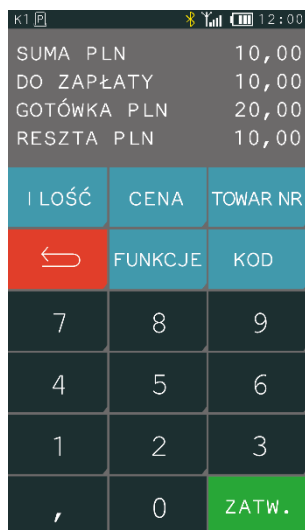 K1 P 12:00
SUMA PLN 10,00
DO ZAPŁATY 10,00
GOTÓWKA PLN 20,00
RESZTA PLN 10,00
ILOŚĆ CENA TOWAR NR
FUNKCJE KOD
7 8 9
4 5 6
1 2 3
, 0 ZATW.